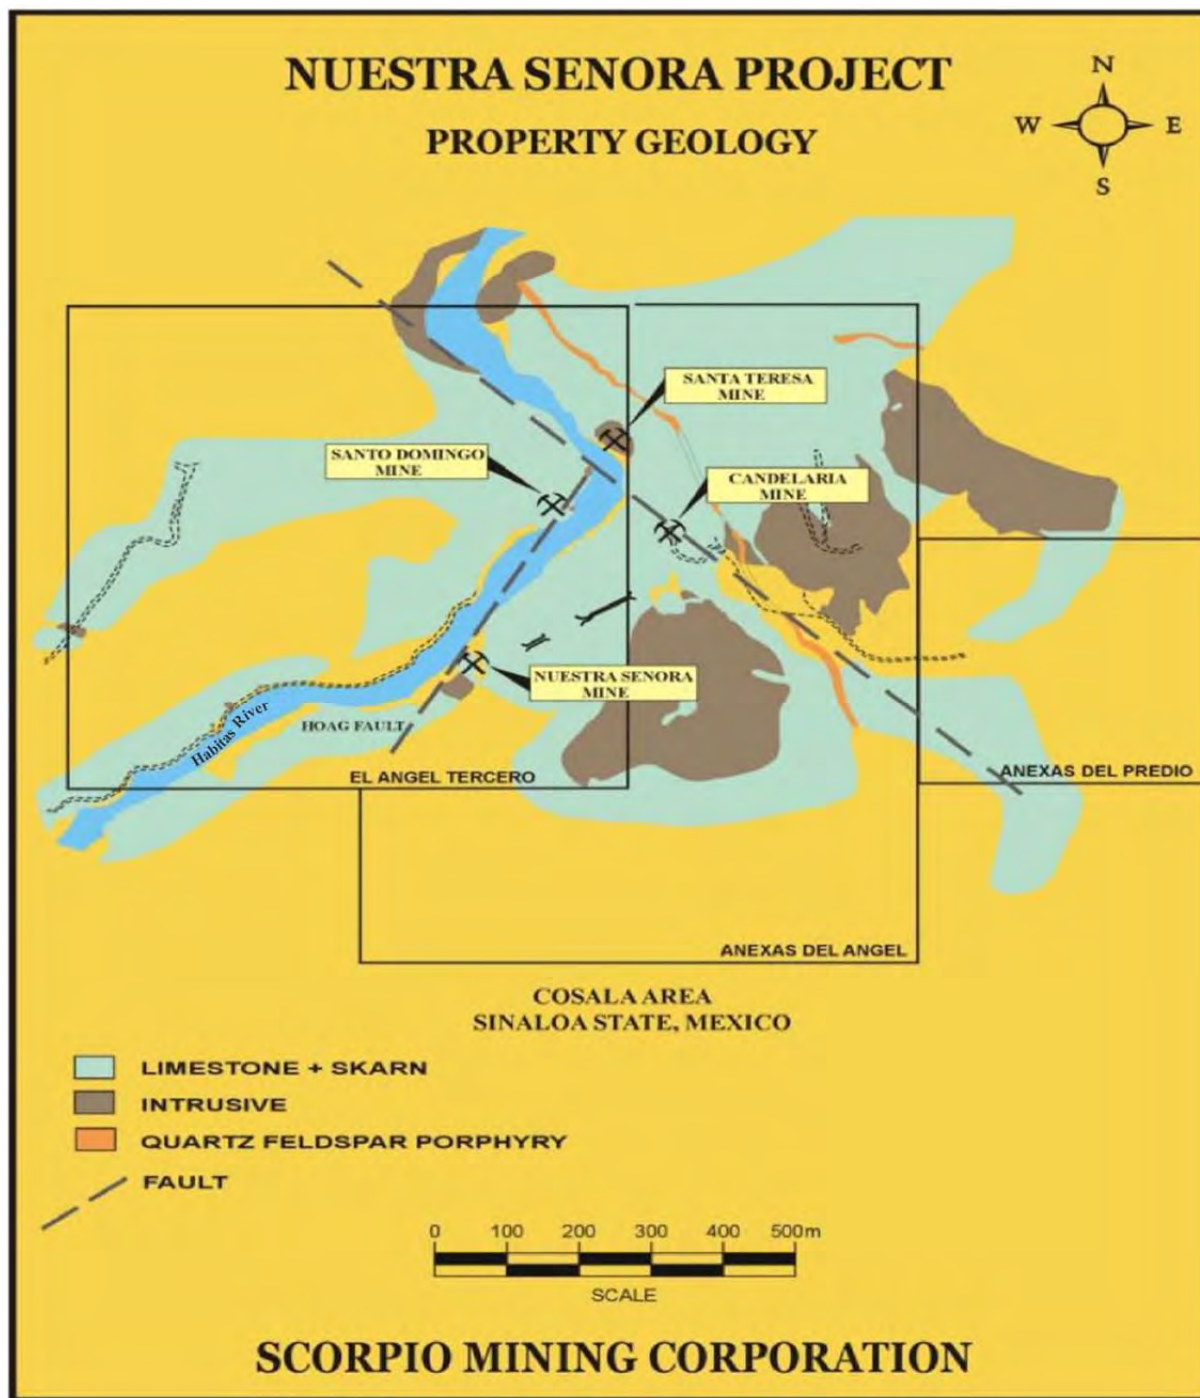 NUESTRA SENORA PROJECT
PROPERTY GEOLOGY
N
W
E
S
SANTA TERESA
MINE
SANTO DOMINGO
MINE
CANDELARIA
MINE
NUESTRA SENORA
MINE
Habitas River
HOAG FAULT
EL ANGEL TERCERO
ANEXAS DEL PREDIO
ANEXAS DEL ANGEL
COSALA AREA
SINALOA STATE, MEXICO
LIMESTONE + SKARN
INTRUSIVE
QUARTZ FELDSPAR PORPHYRY
FAULT
0 100 200 300 400 500m
SCALE
SCORPIO MINING CORPORATION